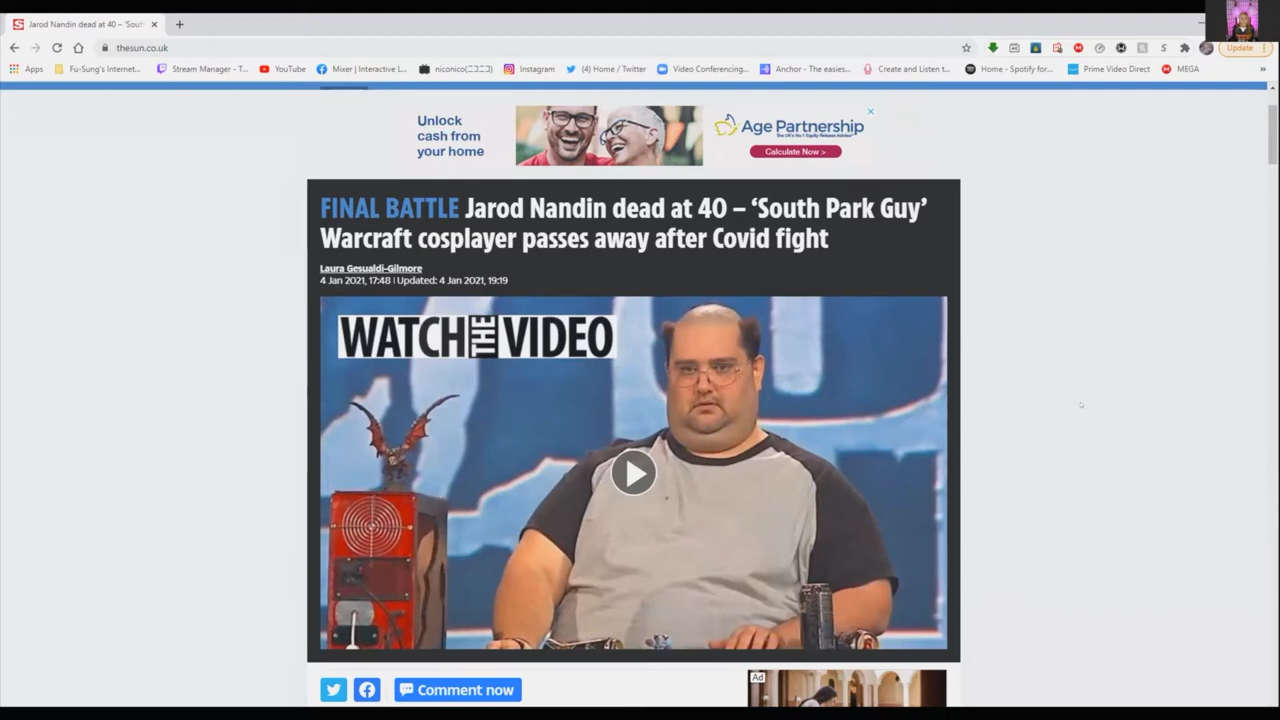 Jarod Nandin dead at 40 – 'Sout
thesun.co.uk
Update
Apps
Fu-Sung's Internet...
Stream Manager - T...
YouTube
Mixer | Interactive L...
niconico(ニコニコ)
Instagram
(4) Home / Twitter
Video Conferencing...
Anchor - The easies...
Create and Listen t...
Home - Spotify for...
Prime Video Direct
MEGA
Unlock
cash from
your home
Age Partnership
Calculate Now >
FINAL BATTLE Jarod Nandin dead at 40 – 'South Park Guy'
Warcraft cosplayer passes away after Covid fight
Laura Gesualdi-Gilmore
4 Jan 2021, 17:48 | Updated: 4 Jan 2021, 19:19
WATCH THE VIDEO
Comment now
Ad